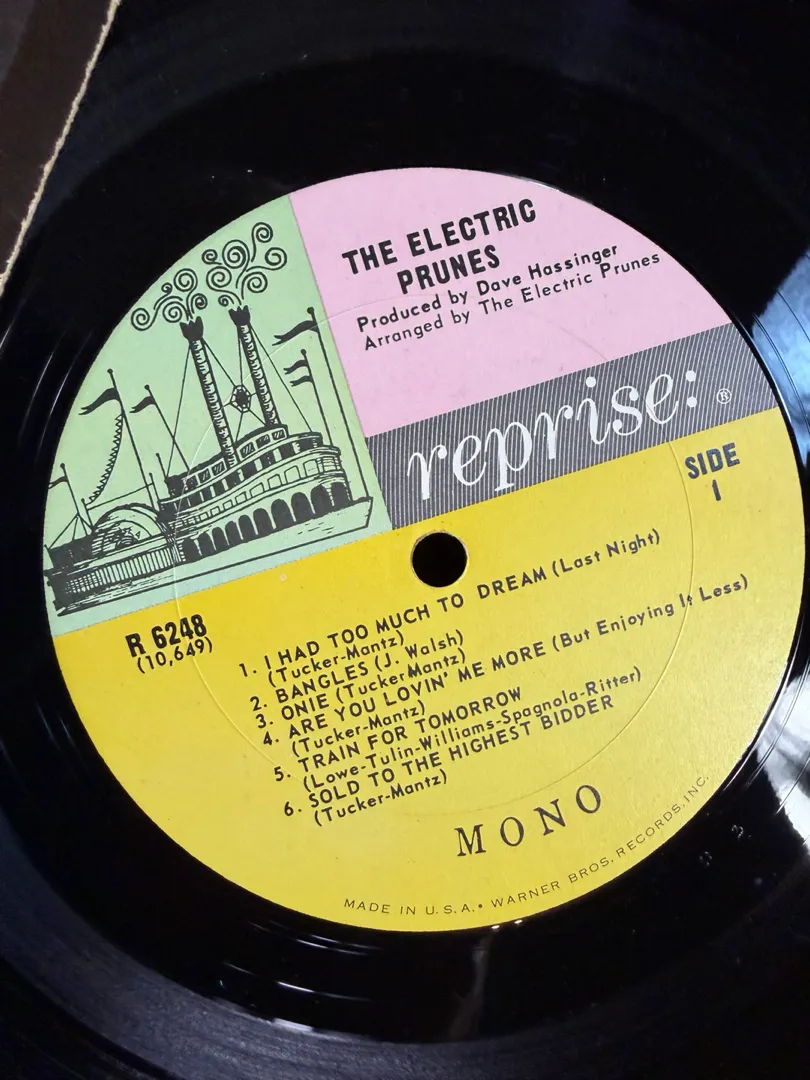 THE ELECTRIC
PRUNES
Produced by Dave Hassinger
Arranged by The Electric Prunes
reprise: ®
SIDE
1
R 6248
(10,649)
1. I HAD TOO MUCH TO DREAM (Last Night)
(Tucker-Mantz)
2. BANGLES (J. Walsh)
3. ONIE (Tucker Mantz)
4. ARE YOU LOVIN' ME MORE (But Enjoying It Less)
(Tucker-Mantz)
5. TRAIN FOR TOMORROW
(Lowe-Tulin-Williams-Spagnola-Ritter)
6. SOLD TO THE HIGHEST BIDDER
(Tucker-Mantz)
MONO
MADE IN U.S.A. • WARNER BROS. RECORDS, INC.